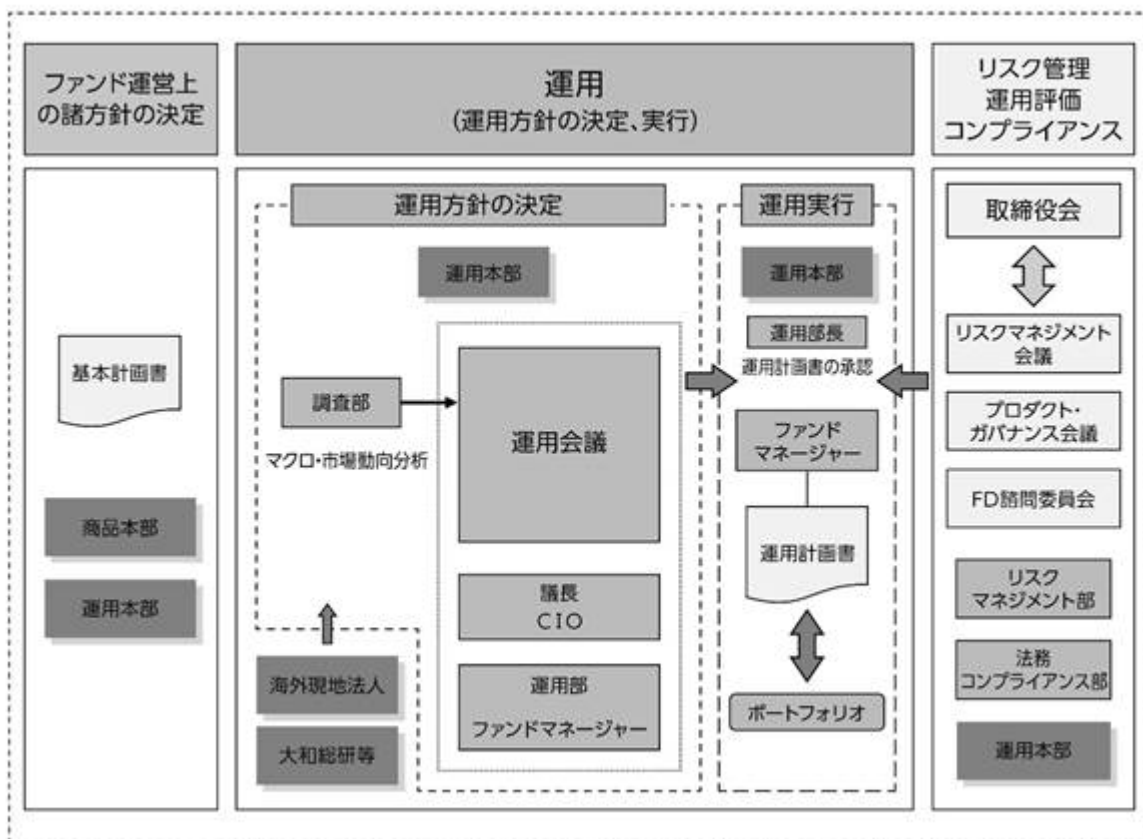 ファンド運営上
の諸方針の決定
基本計画書
商品本部
運用本部
運用
(運用方針の決定、実行)
運用方針の決定
運用本部
調査部
マクロ・市場動向分析
運用会議
議長
CIO
運用部
ファンドマネージャー
海外現地法人
大和総研等
運用実行
運用本部
運用部長
運用計画書の承認
ファンド
マネージャー
運用計画書
ポートフォリオ
リスク管理
運用評価
コンプライアンス
取締役会
リスクマネジメント
会議
プロダクト・
ガバナンス会議
FD諮問委員会
リスク
マネジメント部
法務
コンプライアンス部
運用本部